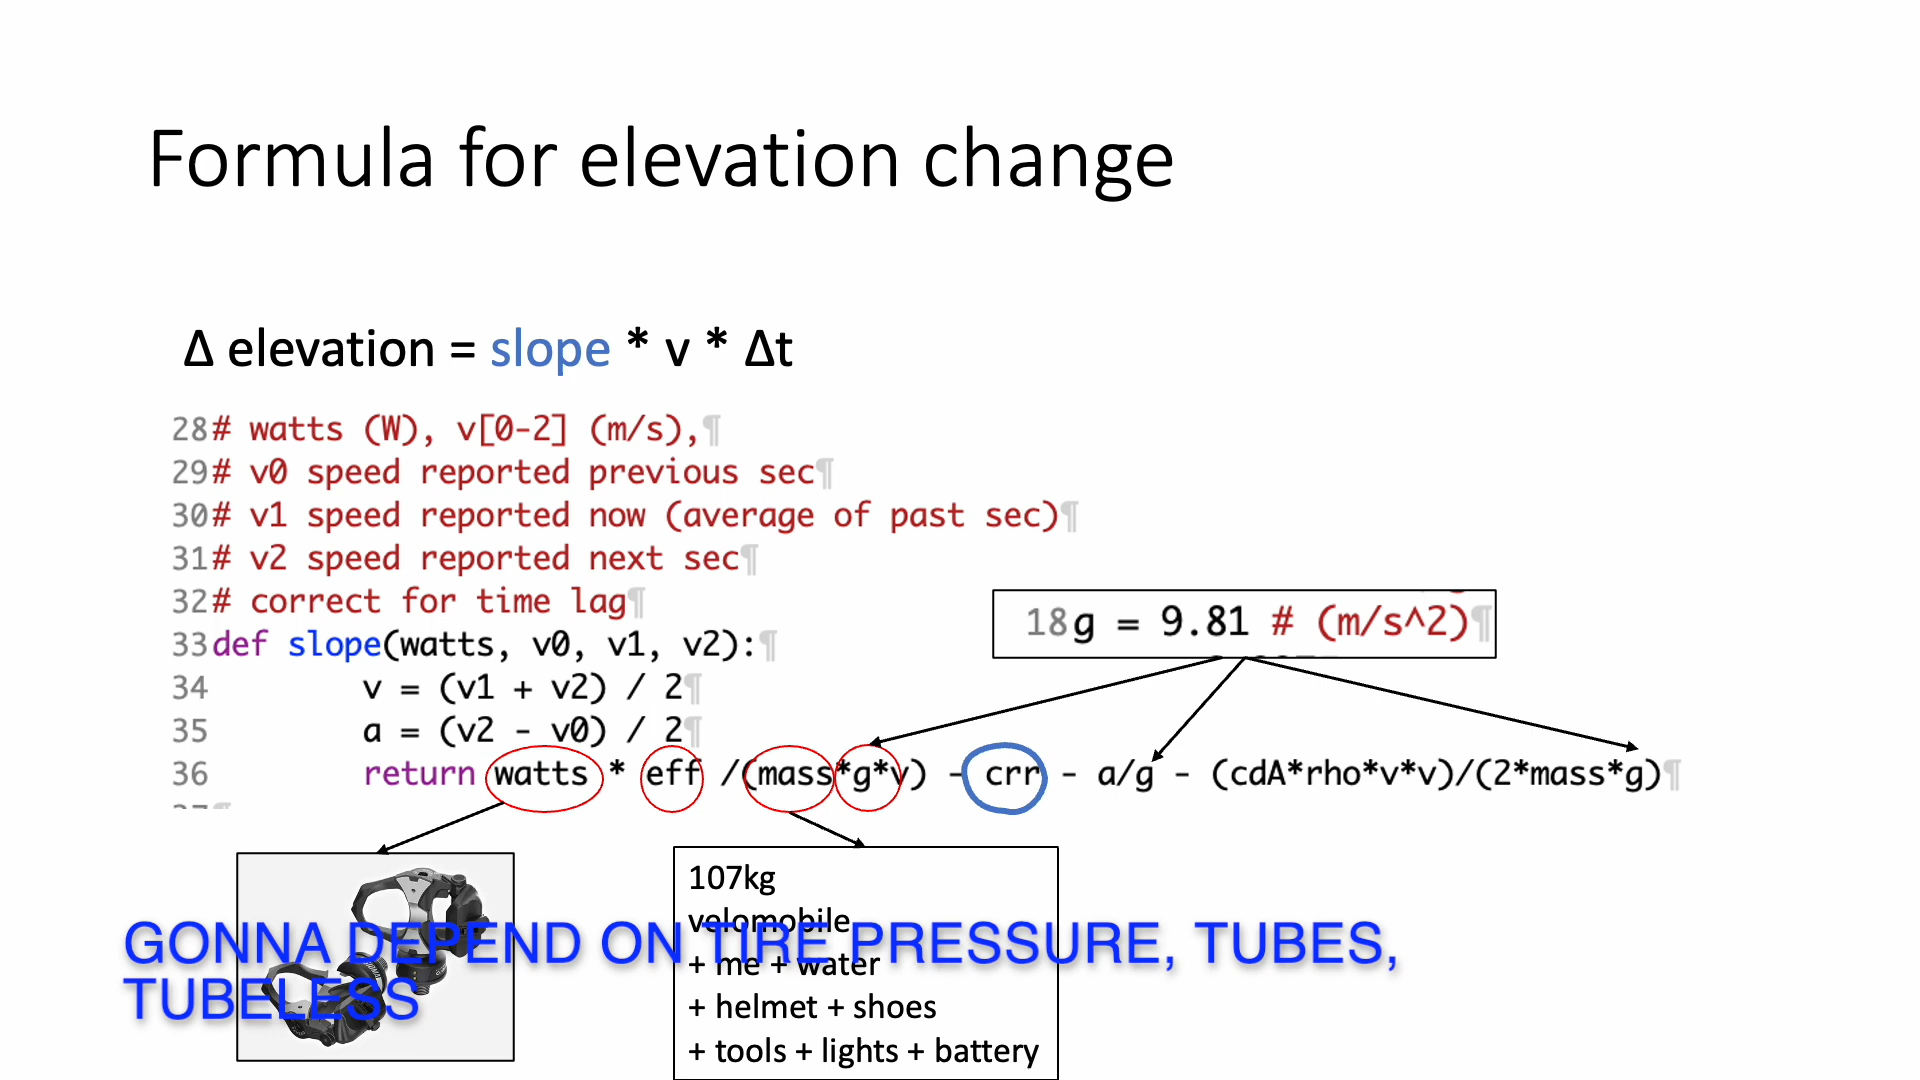 Formula for elevation change
Δ elevation = slope * v * Δt
28# watts (W), v[0-2] (m/s),¶
29# v0 speed reported previous sec¶
30# v1 speed reported now (average of past sec)¶
31# v2 speed reported next sec¶
32# correct for time lag¶
18g = 9.81 # (m/s^2)¶
33def slope(watts, v0, v1, v2):¶
34 v = (v1 + v2) / 2¶
35 a = (v2 - v0) / 2¶
36 return watts * eff /(mass*g*v) - crr - a/g - (cdA*rho*v*v)/(2*mass*g)¶
107kg
velomobile
+ me + water
+ helmet + shoes
+ tools + lights + battery
GONNA DEPEND ON TIRE PRESSURE, TUBES,
TUBELESS